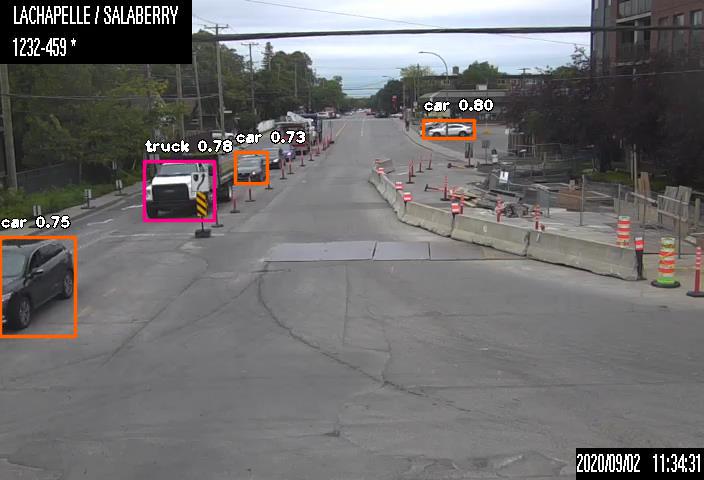 LACHAPELLE / SALABERRY
1232-459 *
car 0.80
truck 0.78
car 0.73
car 0.75
2020/09/02 11:34:31